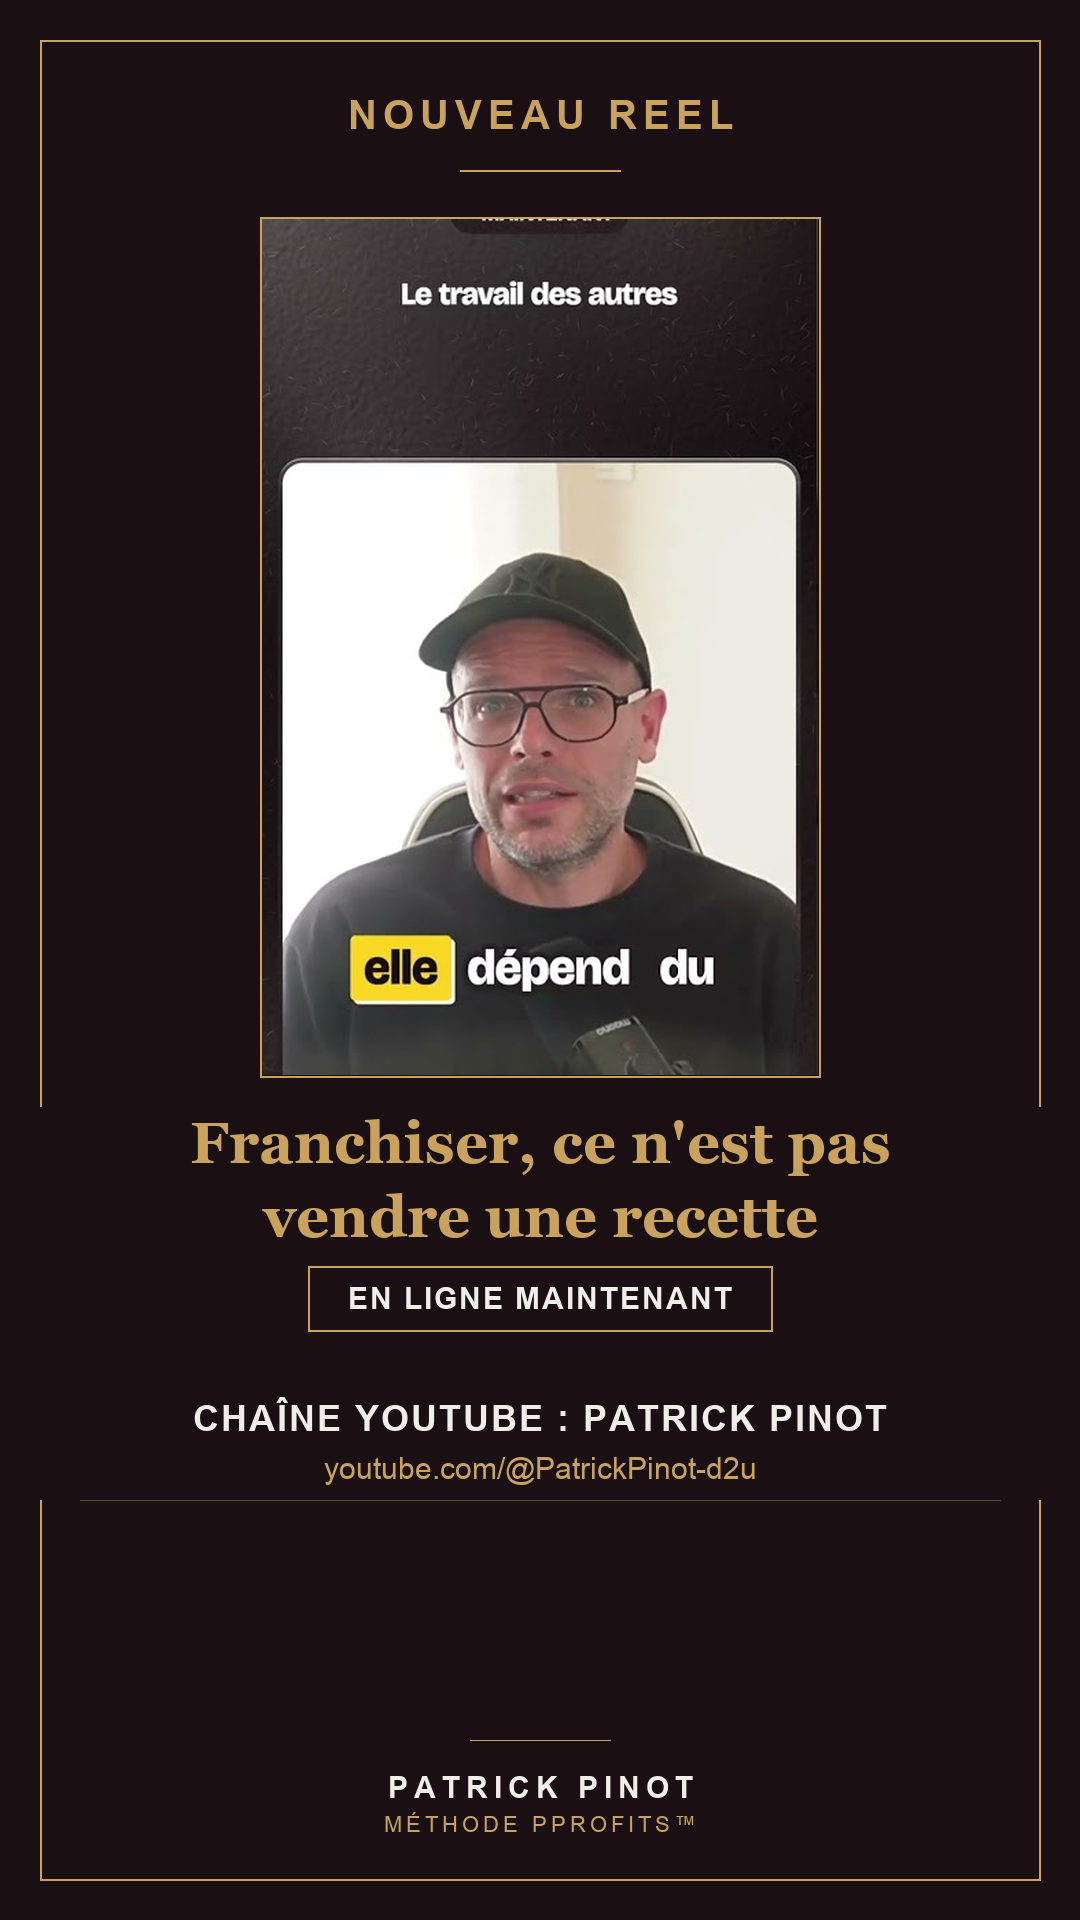 NOUVEAU REEL
Le travail des autres
elle dépend du
maono
Franchiser, ce n'est pas
vendre une recette
EN LIGNE MAINTENANT
CHAÎNE YOUTUBE : PATRICK PINOT
youtube.com/@PatrickPinot-d2u
PATRICK PINOT
MÉTHODE PPROFITS™